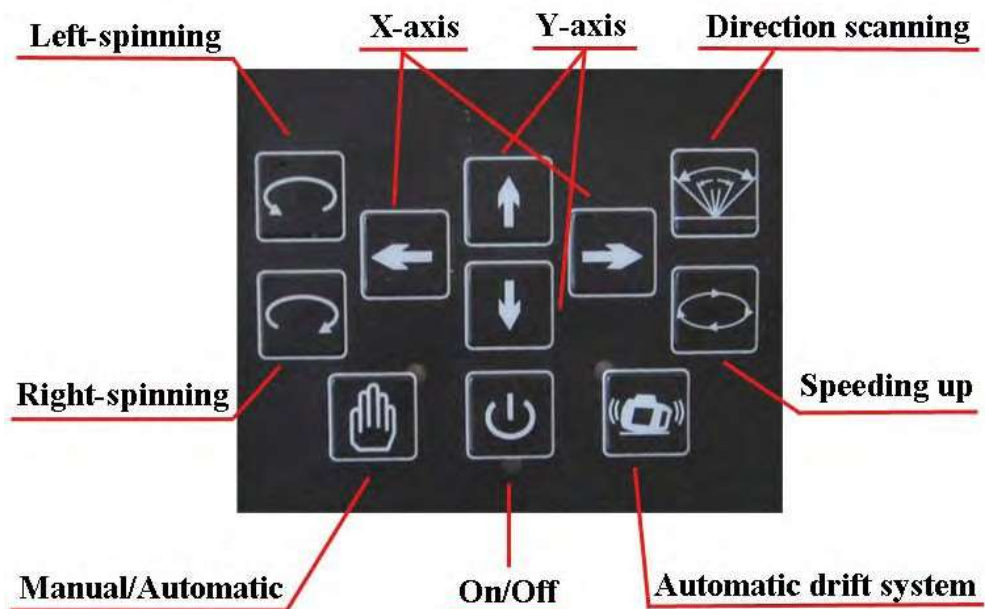 Left-spinning
X-axis
Y-axis
Direction scanning
Right-spinning
Speeding up
Manual/Automatic
On/Off
Automatic drift system